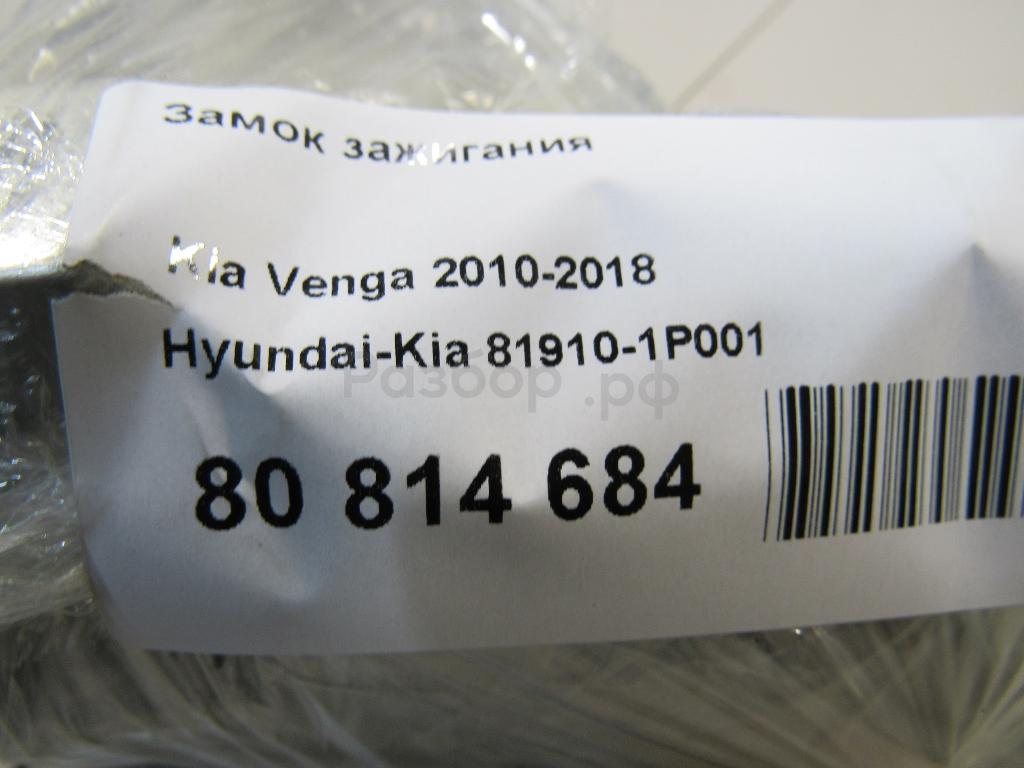 Замок зажигания
Kia Venga 2010-2018
Hyundai-Kia 81910-1P001
Разбор.рф
80 814 684